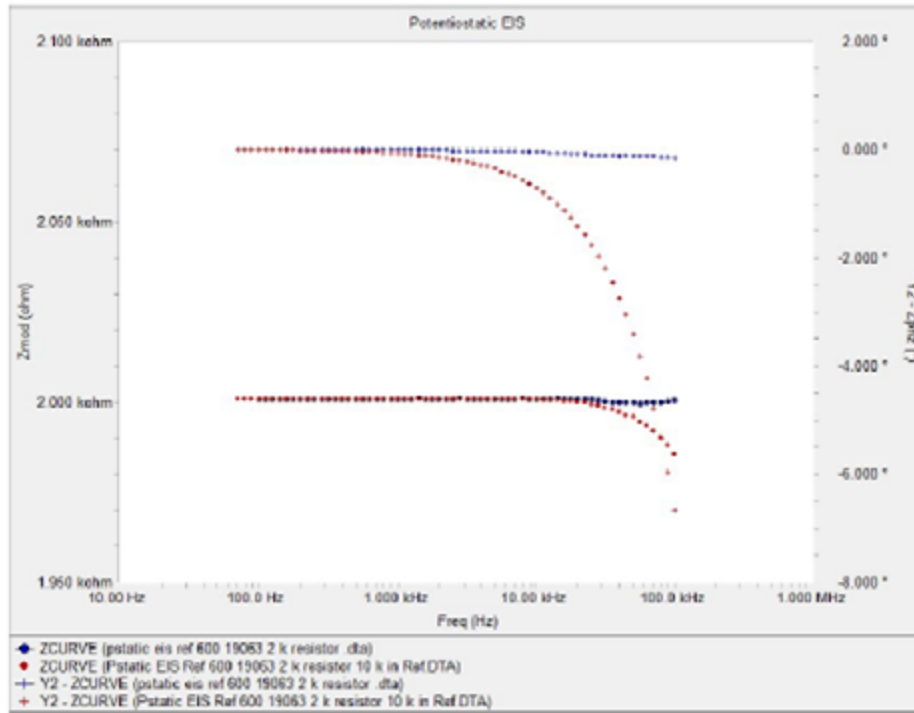 Potentiostatic EIS
2.100 kohm
2.000 °
0.000 °
2.050 kohm
-2.000 °
Zmod (ohm)
-4.000 °
2.000 kohm
-6.000 °
1.950 kohm
-8.000 °
10.00 Hz 100.0 Hz 1.000 kHz 10.00 kHz 100.0 kHz 1.000 MHz
Freq (Hz)
ZCURVE (pstatic eis ref 600 19063 2 k resistor .dta)
ZCURVE (Pstatic EIS Ref 600 19063 2 k resistor 10 k in Ref.DTA)
Y2 - ZCURVE (pstatic eis ref 600 19063 2 k resistor .dta)
Y2 - ZCURVE (Pstatic EIS Ref 600 19063 2 k resistor 10 k in Ref.DTA)